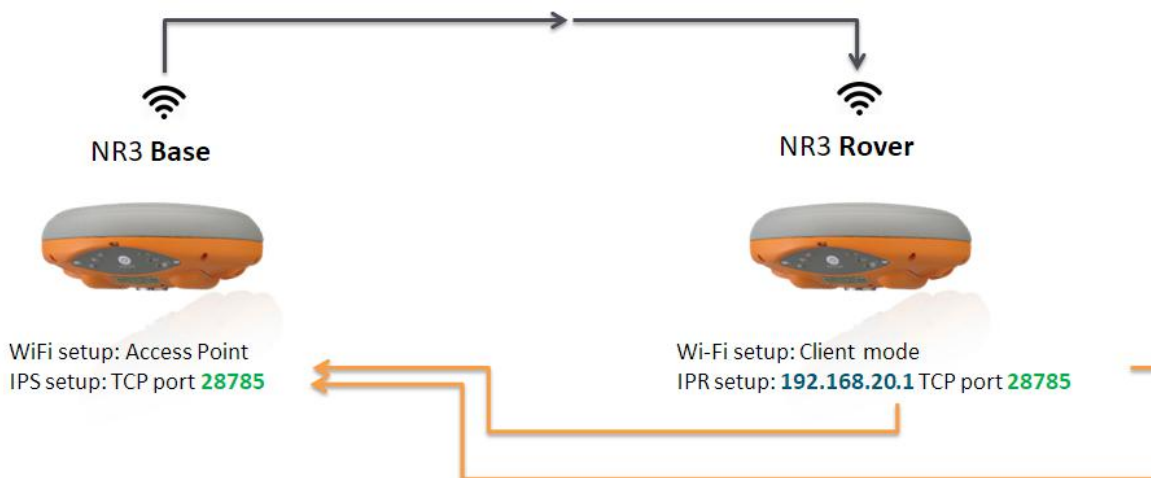 NR3 Base
NR3 Rover
WiFi setup: Access Point
IPS setup: TCP port 28785
Wi-Fi setup: Client mode
IPR setup: 192.168.20.1 TCP port 28785